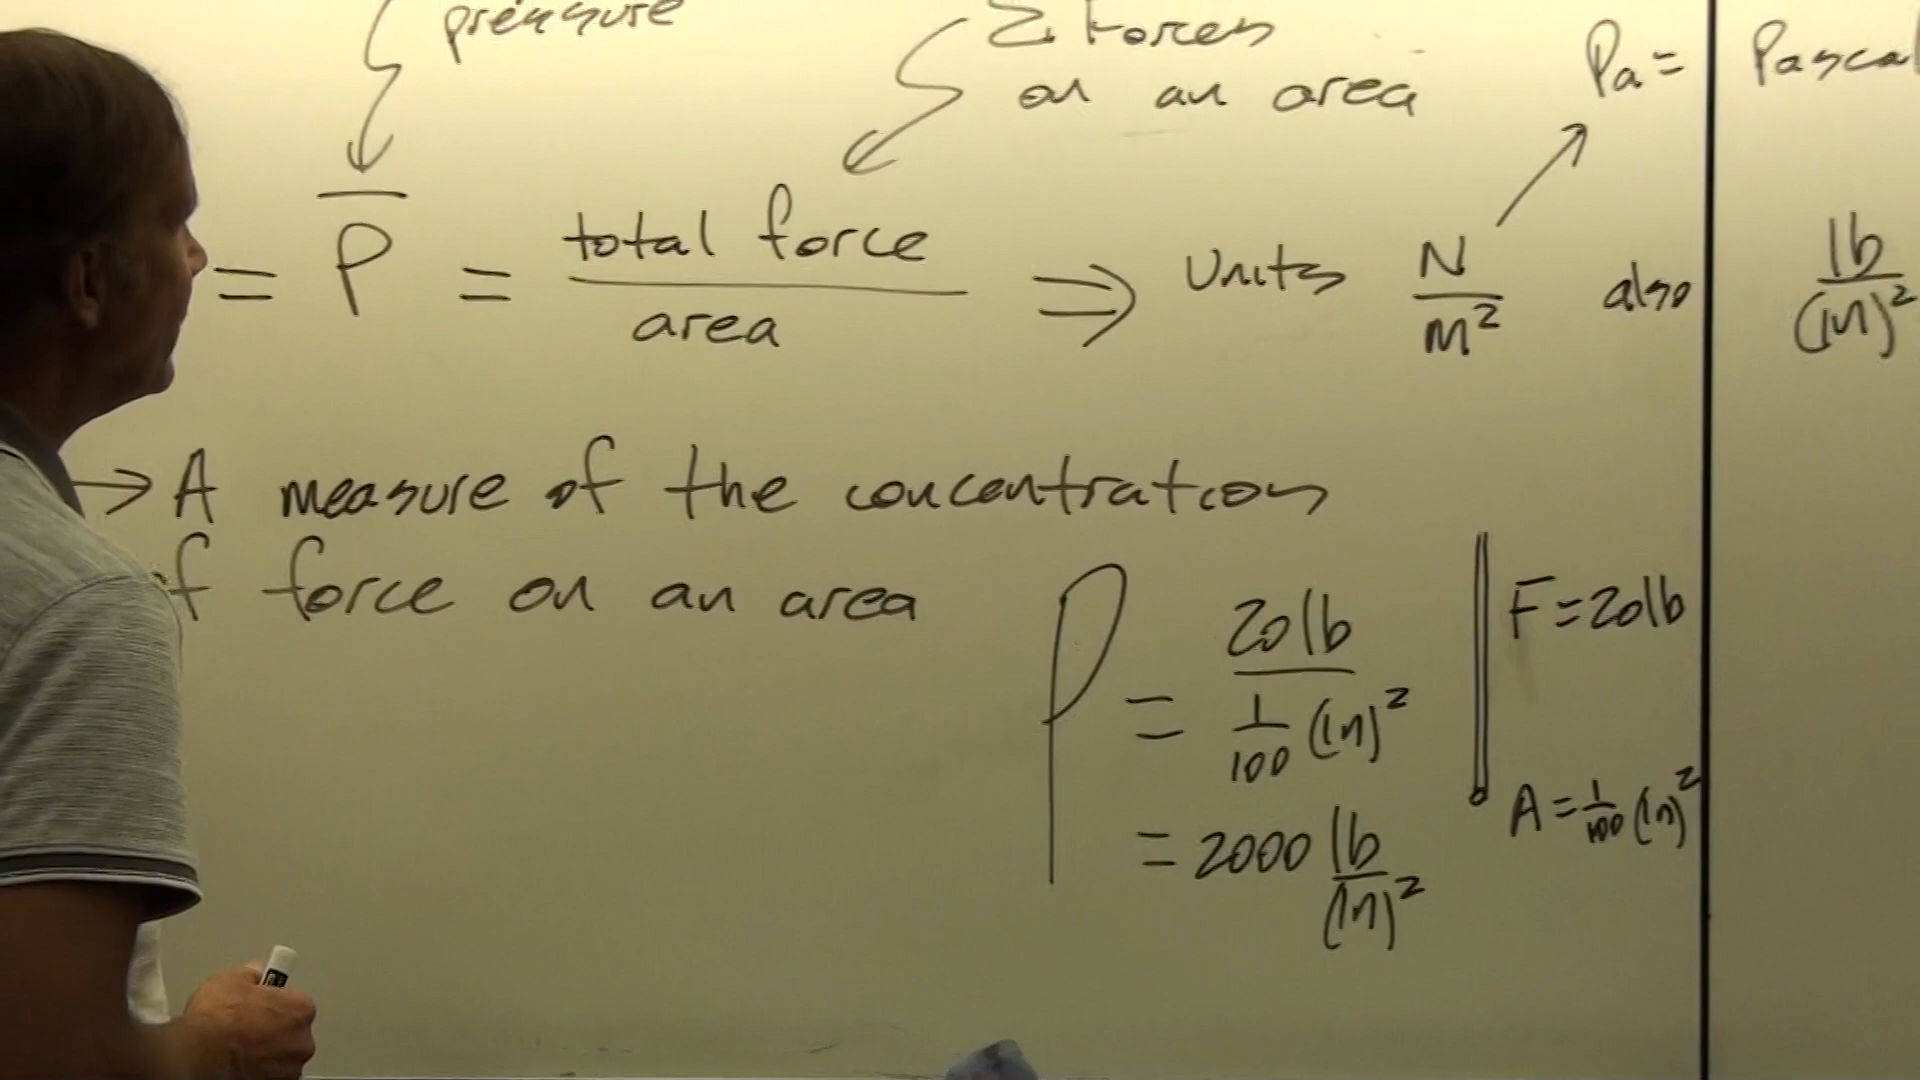 pressure
Σ Forces
on an area
Pa = Pascal
= P = total force / area ⇒ Units N / m² also lb / (in)²
→ A measure of the concentration
of force on an area
P = 20 lb / 1/100 (in)²
F = 20 lb
A = 1/100 (in)²
= 2000 lb / (in)²